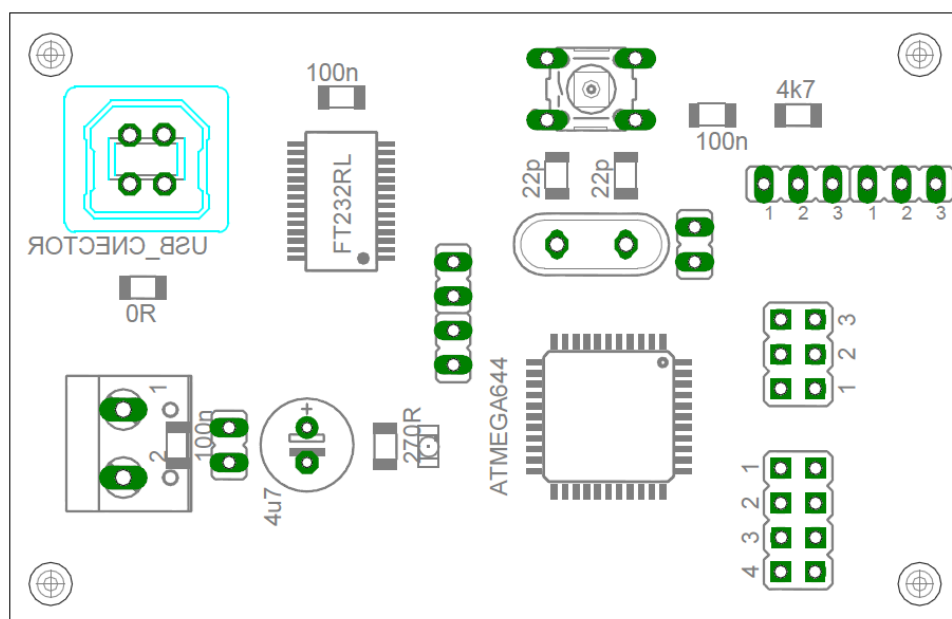 100n
4k7
100n
FT232RL
22p
22p
1 2 3 1 2 3
USB_CNECTOR
0R
3
2
1
ATMEGA644
1
2
100n
+
270R
4u7
1
2
3
4